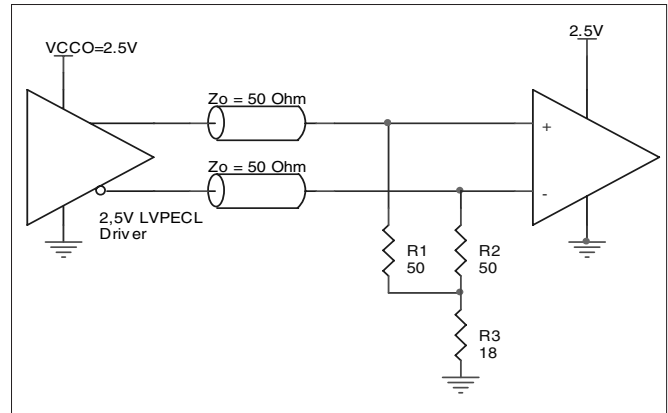 VCCO=2.5V
2.5V
Zo = 50 Ohm
+
Zo = 50 Ohm
-
2,5V LVPECL
Driver
R1
50
R2
50
R3
18